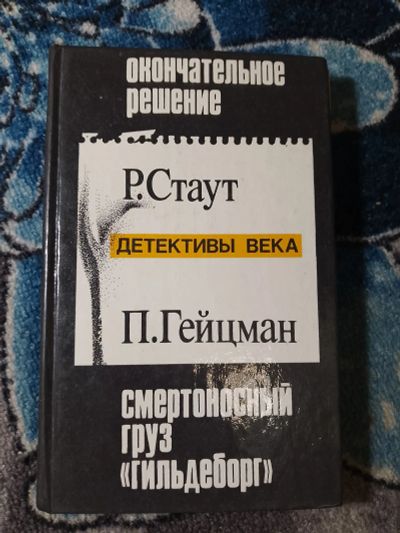 окончательное
решение
Р.Стаут
ДЕТЕКТИВЫ ВЕКА
П.Гейцман
смертоносный
груз
«гильдеборг»